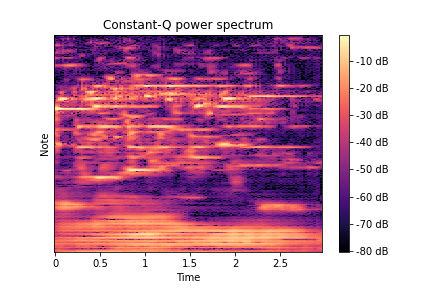 Constant-Q power spectrum
Note
-10 dB
-20 dB
-30 dB
-40 dB
-50 dB
-60 dB
-70 dB
-80 dB
0 0.5 1 1.5 2 2.5
Time